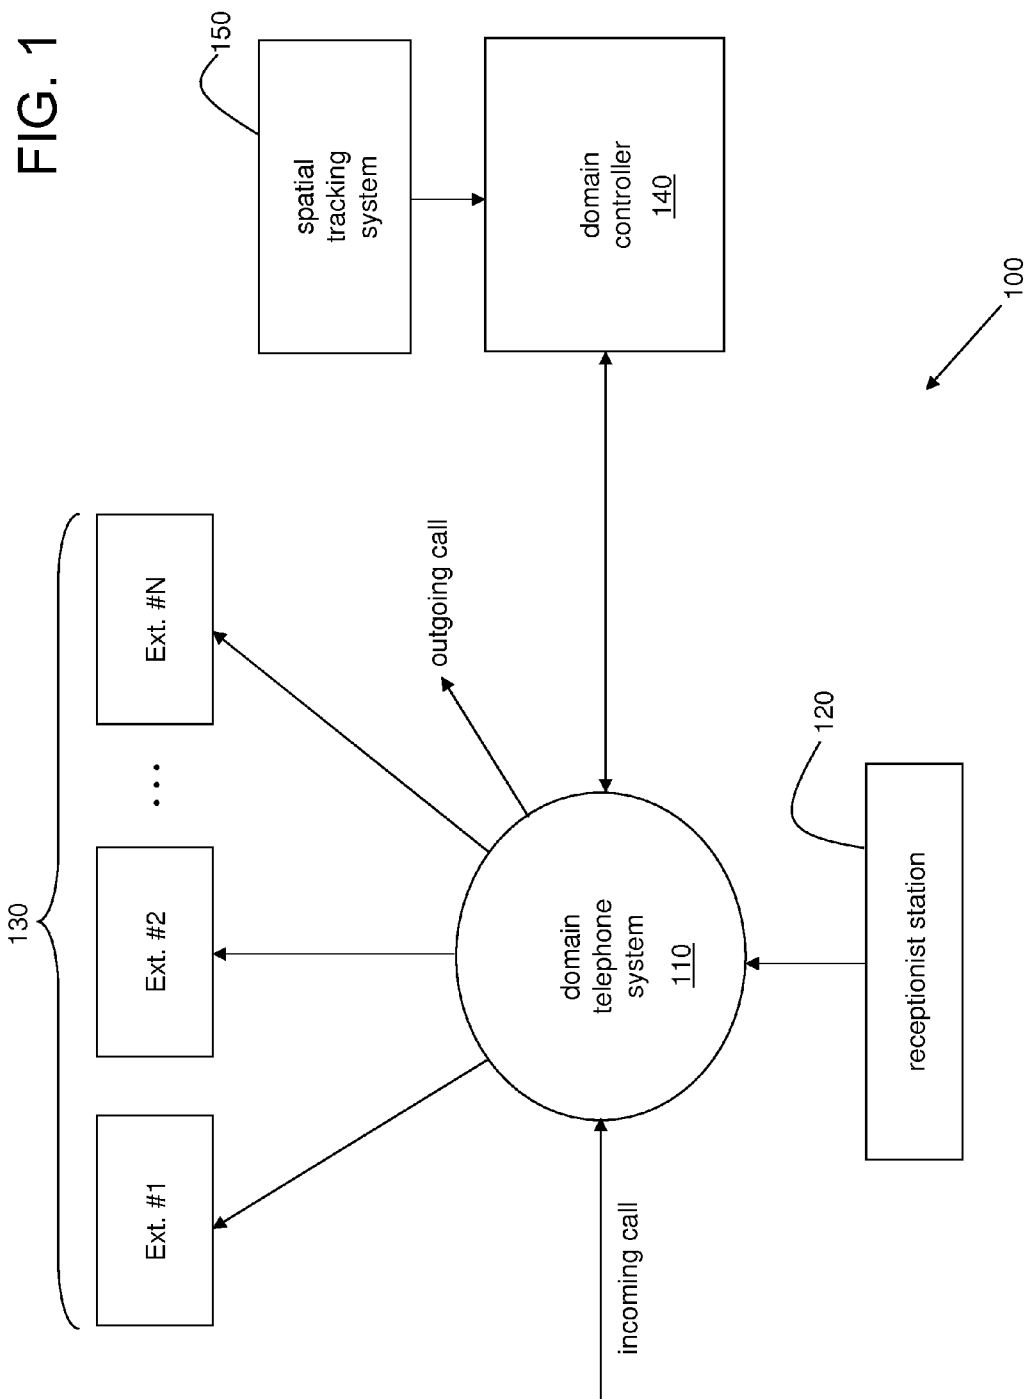 FIG. 1
130
Ext. #1
Ext. #2
...
Ext. #N
150
spatial
tracking
system
outgoing call
domain
telephone
system
110
domain
controller
140
incoming call
120
receptionist station
100